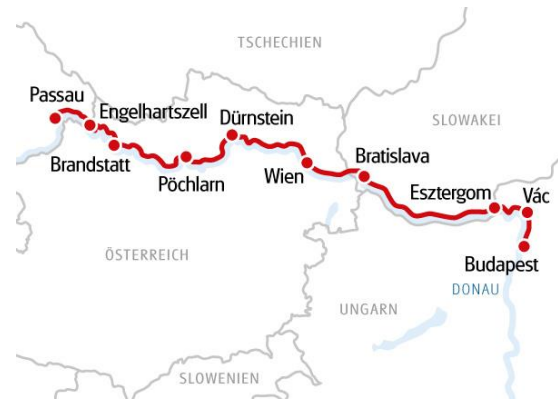 TSCHECHIEN
Passau
Engelhartszell
Dürnstein
SLOWAKEI
Brandstatt
Pöchlarn
Wien
Bratislava
Esztergom
Vác
ÖSTERREICH
Budapest
DONAU
UNGARN
SLOWENIEN